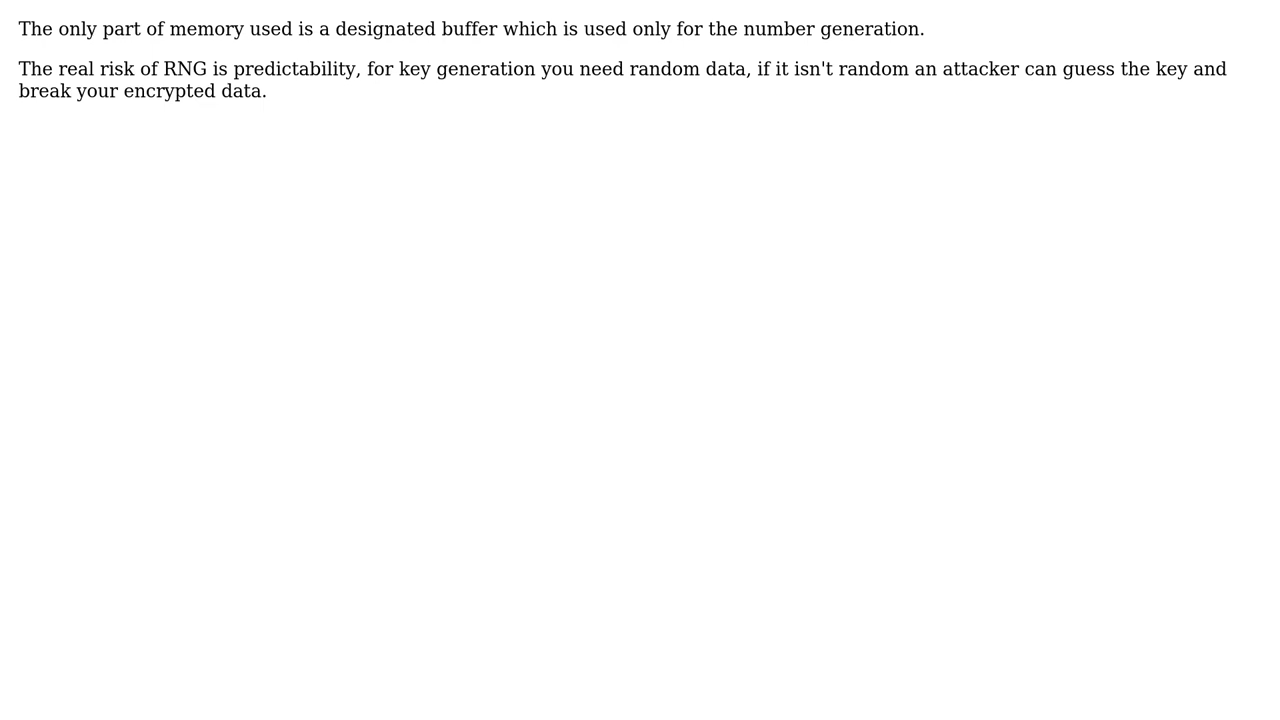 The only part of memory used is a designated buffer which is used only for the number generation.
The real risk of RNG is predictability, for key generation you need random data, if it isn't random an attacker can guess the key and
break your encrypted data.